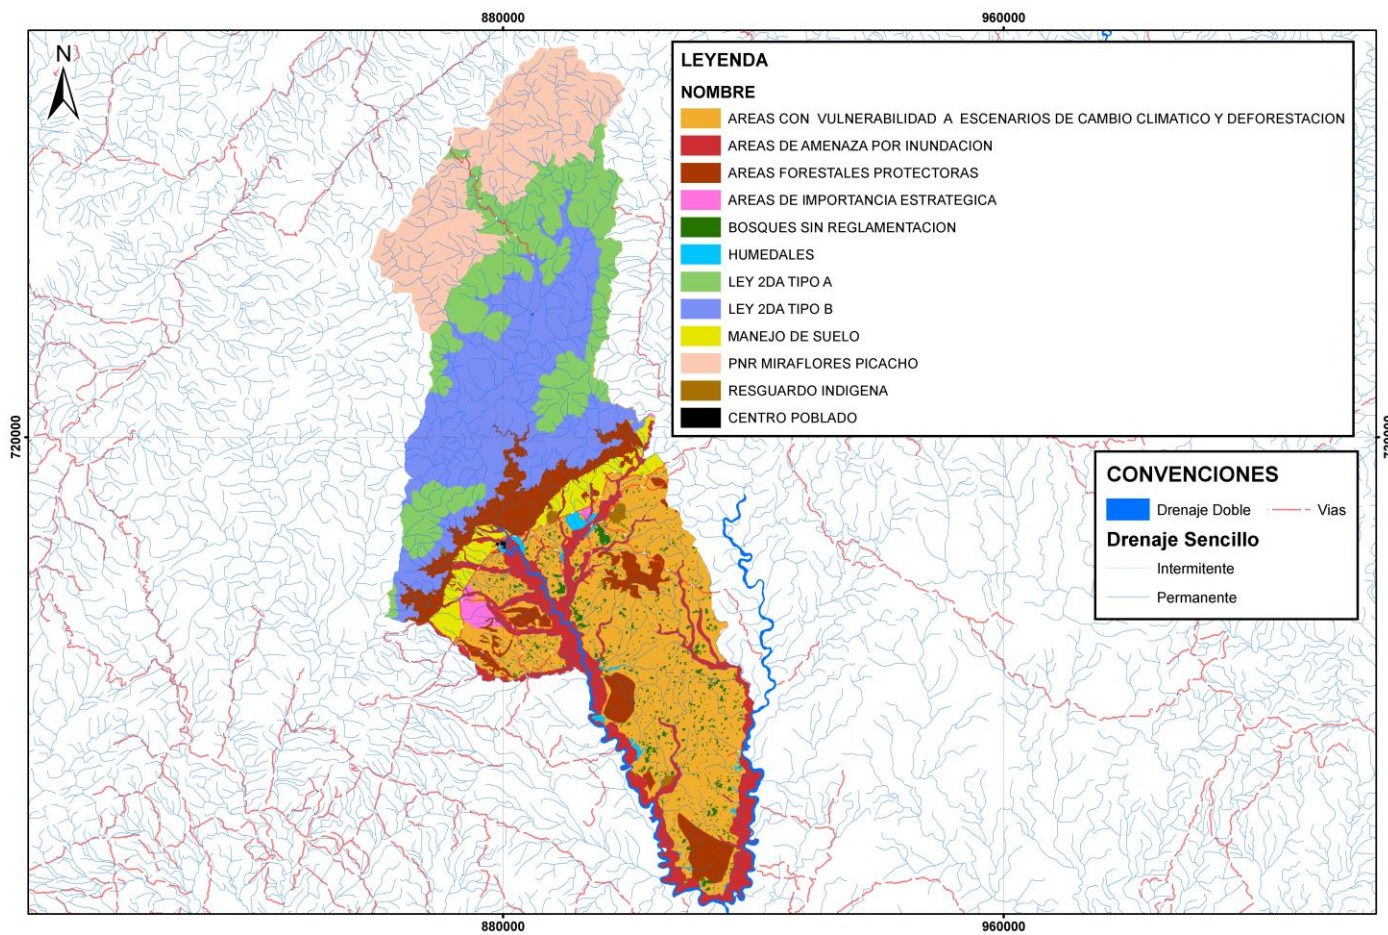 880000
960000
N
LEYENDA
NOMBRE
AREAS CON VULNERABILIDAD A ESCENARIOS DE CAMBIO CLIMATICO Y DEFORESTACION
AREAS DE AMENAZA POR INUNDACION
AREAS FORESTALES PROTECTORAS
AREAS DE IMPORTANCIA ESTRATEGICA
BOSQUES SIN REGLAMENTACION
HUMEDALES
LEY 2DA TIPO A
LEY 2DA TIPO B
MANEJO DE SUELO
PNR MIRAFLORES PICACHO
RESGUARDO INDIGENA
CENTRO POBLADO
720000
CONVENCIONES
Drenaje Doble
Vias
Drenaje Sencillo
Intermitente
Permanente
880000
960000